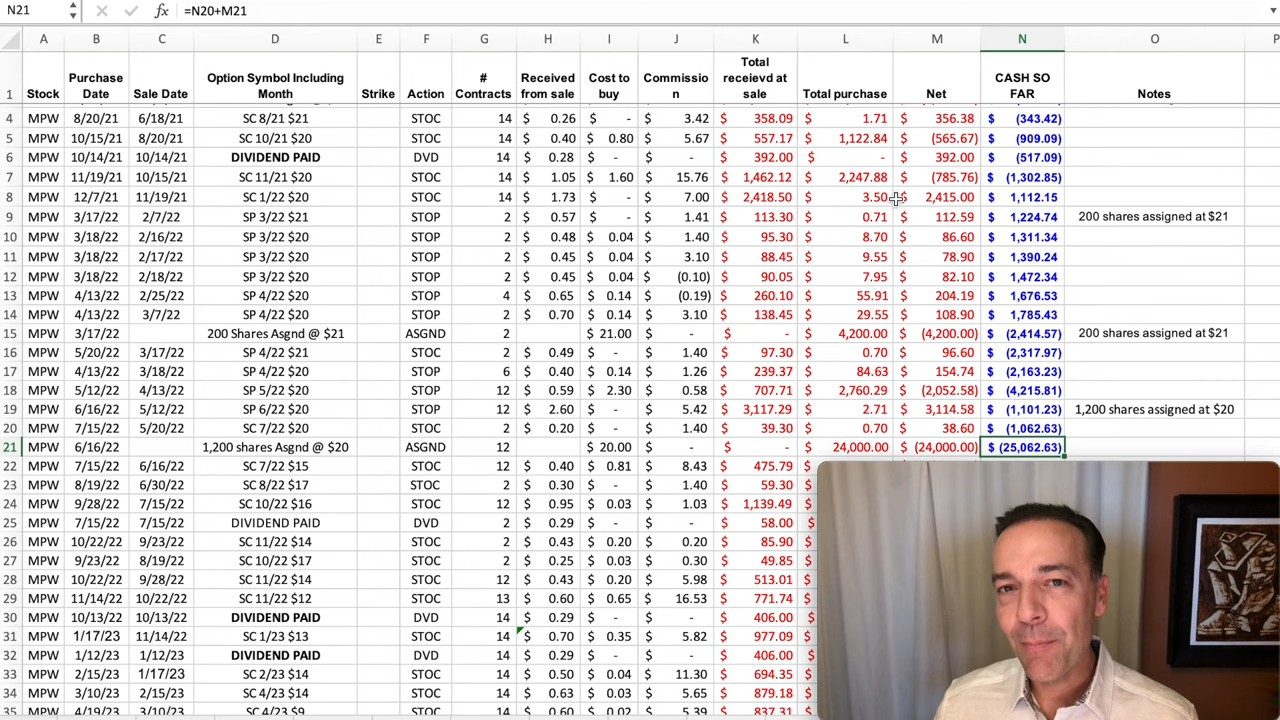 N21 fx =N20+M21
A B C D E F G H I J K L M N O P
1 Stock Purchase Date Sale Date Option Symbol Including Month Strike Action # Contracts Received from sale Cost to buy Commission Total receievd at sale Total purchase Net CASH SO FAR Notes
4 MPW 8/20/21 6/18/21 SC 8/21 $21 STOC 14 $ 0.26 $ - $ 3.42 $ 358.09 $ 1.71 $ 356.38 $ (343.42)
5 MPW 10/15/21 8/20/21 SC 10/21 $20 STOC 14 $ 0.40 $ 0.80 $ 5.67 $ 557.17 $ 1,122.84 $ (565.67) $ (909.09)
6 MPW 10/14/21 10/14/21 DIVIDEND PAID DVD 14 $ 0.28 $ - $ - $ 392.00 $ - $ 392.00 $ (517.09)
7 MPW 11/19/21 10/15/21 SC 11/21 $20 STOC 14 $ 1.05 $ 1.60 $ 15.76 $ 1,462.12 $ 2,247.88 $ (785.76) $ (1,302.85)
8 MPW 12/7/21 11/19/21 SC 1/22 $20 STOC 14 $ 1.73 $ - $ 7.00 $ 2,418.50 $ 3.50 $ 2,415.00 $ 1,112.15
9 MPW 3/17/22 2/7/22 SP 3/22 $21 STOP 2 $ 0.57 $ - $ 1.41 $ 113.30 $ 0.71 $ 112.59 $ 1,224.74 200 shares assigned at $21
10 MPW 3/18/22 2/16/22 SP 3/22 $20 STOP 2 $ 0.48 $ 0.04 $ 1.40 $ 95.30 $ 8.70 $ 86.60 $ 1,311.34
11 MPW 3/18/22 2/17/22 SP 3/22 $20 STOP 2 $ 0.45 $ 0.04 $ 3.10 $ 88.45 $ 9.55 $ 78.90 $ 1,390.24
12 MPW 3/18/22 2/18/22 SP 3/22 $20 STOP 2 $ 0.45 $ 0.04 $ (0.10) $ 90.05 $ 7.95 $ 82.10 $ 1,472.34
13 MPW 4/13/22 2/25/22 SP 4/22 $20 STOP 4 $ 0.65 $ 0.14 $ (0.19) $ 260.10 $ 55.91 $ 204.19 $ 1,676.53
14 MPW 4/13/22 3/7/22 SP 4/22 $20 STOP 2 $ 0.70 $ 0.14 $ 3.10 $ 138.45 $ 29.55 $ 108.90 $ 1,785.43
15 MPW 3/17/22 200 Shares Asgnd @ $21 ASGND 2 $ 21.00 $ - $ - $ 4,200.00 $ (4,200.00) $ (2,414.57) 200 shares assigned at $21
16 MPW 5/20/22 3/17/22 SP 4/22 $21 STOC 2 $ 0.49 $ - $ 1.40 $ 97.30 $ 0.70 $ 96.60 $ (2,317.97)
17 MPW 4/13/22 3/18/22 SP 4/22 $20 STOP 6 $ 0.40 $ 0.14 $ 1.26 $ 239.37 $ 84.63 $ 154.74 $ (2,163.23)
18 MPW 5/12/22 4/13/22 SP 5/22 $20 STOP 12 $ 0.59 $ 2.30 $ 0.58 $ 707.71 $ 2,760.29 $ (2,052.58) $ (4,215.81)
19 MPW 6/16/22 5/12/22 SP 6/22 $20 STOP 12 $ 2.60 $ - $ 5.42 $ 3,117.29 $ 2.71 $ 3,114.58 $ (1,101.23) 1,200 shares assigned at $20
20 MPW 7/15/22 5/20/22 SC 7/22 $20 STOC 2 $ 0.20 $ - $ 1.40 $ 39.30 $ 0.70 $ 38.60 $ (1,062.63)
21 MPW 6/16/22 1,200 shares Asgnd @ $20 ASGND 12 $ 20.00 $ - $ - $ 24,000.00 $ (24,000.00) $ (25,062.63)
22 MPW 7/15/22 6/16/22 SC 7/22 $15 STOC 12 $ 0.40 $ 0.81 $ 8.43 $ 475.79 $
23 MPW 8/19/22 6/30/22 SC 8/22 $17 STOC 2 $ 0.30 $ - $ 1.40 $ 59.30 $
24 MPW 9/28/22 7/15/22 SC 10/22 $16 STOC 12 $ 0.95 $ 0.03 $ 1.03 $ 1,139.49 $
25 MPW 7/15/22 7/15/22 DIVIDEND PAID DVD 2 $ 0.29 $ - $ - $ 58.00 $
26 MPW 10/22/22 9/23/22 SC 11/22 $14 STOC 2 $ 0.43 $ 0.20 $ 0.20 $ 85.90 $
27 MPW 9/23/22 8/19/22 SC 10/22 $17 STOC 2 $ 0.25 $ 0.03 $ 0.30 $ 49.85 $
28 MPW 10/22/22 9/28/22 SC 11/22 $14 STOC 12 $ 0.43 $ 0.20 $ 5.98 $ 513.01 $
29 MPW 11/14/22 10/22/22 SC 11/22 $12 STOC 13 $ 0.60 $ 0.65 $ 16.53 $ 771.74 $
30 MPW 10/13/22 10/13/22 DIVIDEND PAID DVD 14 $ 0.29 $ - $ - $ 406.00 $
31 MPW 1/17/23 11/14/22 SC 1/23 $13 STOC 14 $ 0.70 $ 0.35 $ 5.82 $ 977.09 $
32 MPW 1/12/23 1/12/23 DIVIDEND PAID DVD 14 $ 0.29 $ - $ - $ 406.00 $
33 MPW 2/15/23 1/17/23 SC 2/23 $14 STOC 14 $ 0.50 $ 0.04 $ 11.30 $ 694.35 $
34 MPW 3/10/23 2/15/23 SC 4/23 $14 STOC 14 $ 0.63 $ 0.03 $ 5.65 $ 879.18 $
35 MPW 4/19/23 3/10/23 SC 4/23 $9 STOC 14 $ 0.60 $ 0.02 $ 5.39 $ 837.31 $